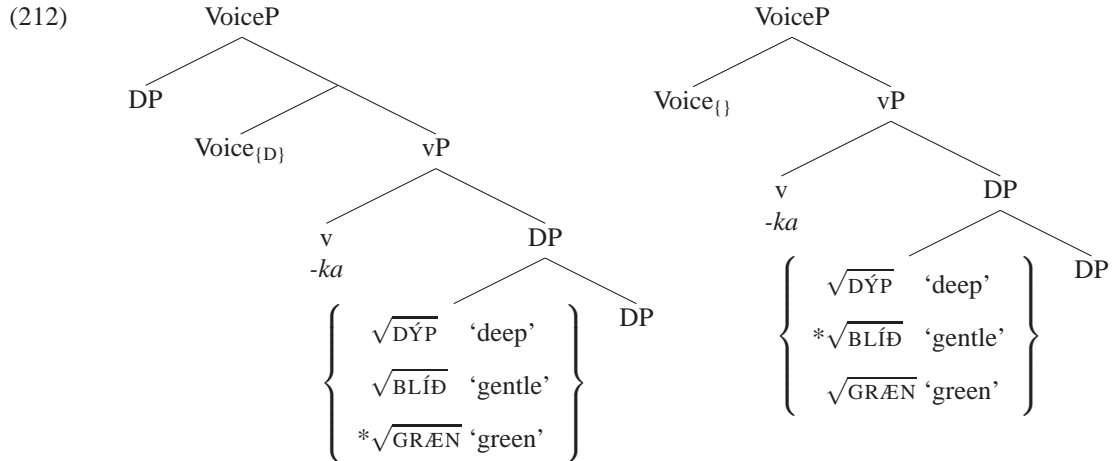 (212) VoiceP VoiceP
DP Voice{} vP
Voice{D} vP v DP
v DP -ka DP
-ka DP √DÝP ‘deep’
√DÝP ‘deep’ *√BLÍÐ ‘gentle’
√BLÍÐ ‘gentle’ √GRÆN ‘green’
*√GRÆN ‘green’